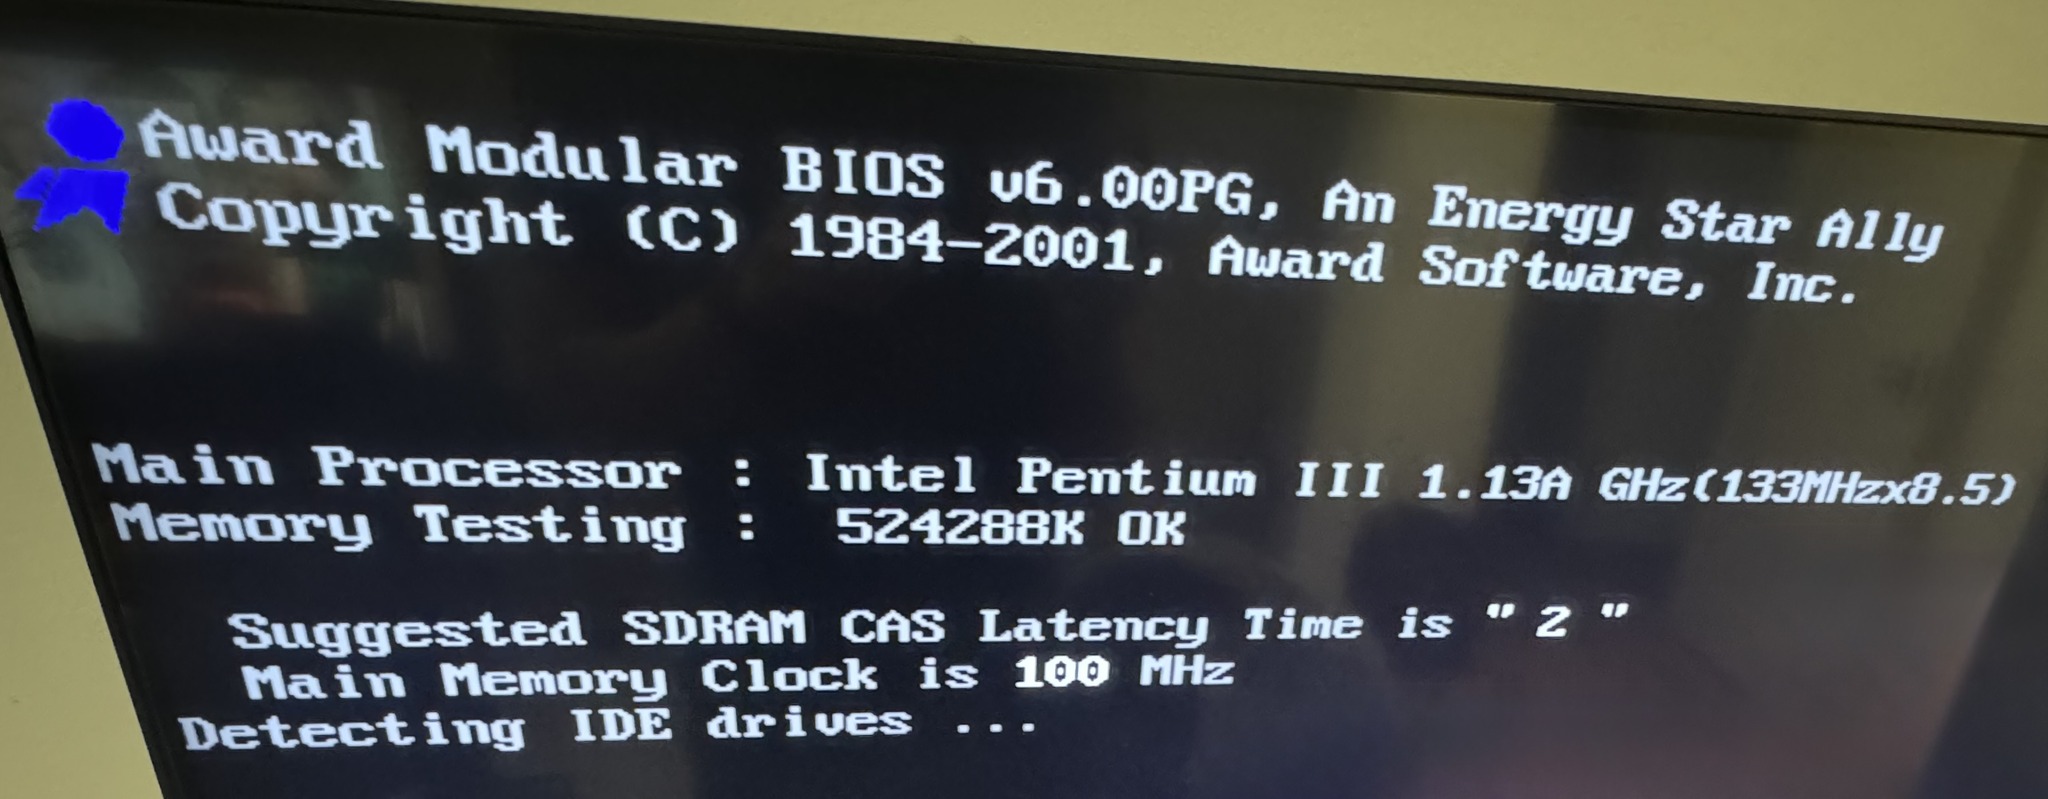 Award Modular BIOS v6.00PG, An Energy Star Ally
Copyright (C) 1984-2001, Award Software, Inc.
Main Processor : Intel Pentium III 1.13A GHz(133MHzx8.5)
Memory Testing : 524288K OK
Suggested SDRAM CAS Latency Time is " 2 "
Main Memory Clock is 100 MHz
Detecting IDE drives ...